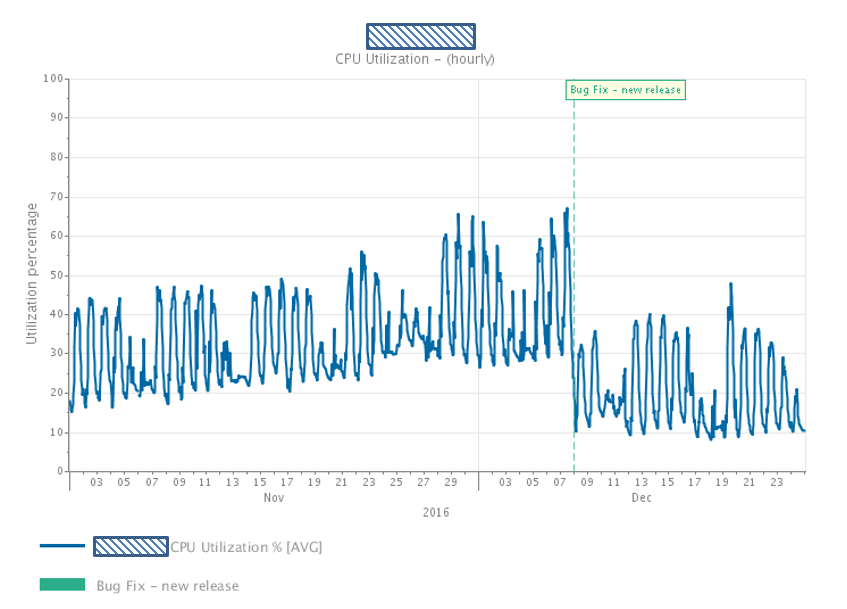 CPU Utilization - (hourly)
Bug Fix - new release
100
90
80
70
60
50
40
30
20
10
0
Utilization percentage
03 05 07 09 11 13 15 17 19 21 23 25 27 29 03 05 07 09 11 13 15 17 19 21 23
Nov Dec
2016
CPU Utilization % [AVG]
Bug Fix - new release